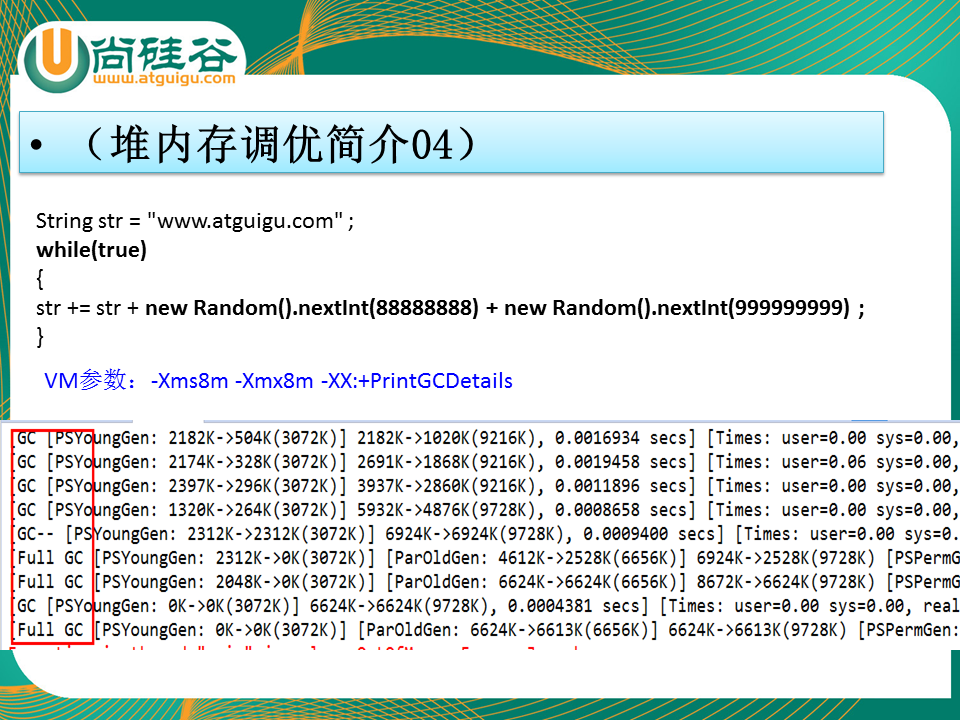 尚硅谷
www.atguigu.com
• （堆内存调优简介04）
String str = "www.atguigu.com" ;
while(true)
{
str += str + new Random().nextInt(88888888) + new Random().nextInt(999999999) ;
}
VM参数：-Xms8m -Xmx8m -XX:+PrintGCDetails
[GC [PSYoungGen: 2182K->504K(3072K)] 2182K->1020K(9216K), 0.0016934 secs] [Times: user=0.00 sys=0.00,
[GC [PSYoungGen: 2174K->328K(3072K)] 2691K->1868K(9216K), 0.0019458 secs] [Times: user=0.06 sys=0.00,
[GC [PSYoungGen: 2397K->296K(3072K)] 3937K->2860K(9216K), 0.0011896 secs] [Times: user=0.00 sys=0.00,
[GC [PSYoungGen: 1320K->264K(3072K)] 5932K->4876K(9728K), 0.0008658 secs] [Times: user=0.00 sys=0.00,
[GC-- [PSYoungGen: 2312K->2312K(3072K)] 6924K->6924K(9728K), 0.0009400 secs] [Times: user=0.00 sys=0.
[Full GC [PSYoungGen: 2312K->0K(3072K)] [ParOldGen: 4612K->2528K(6656K)] 6924K->2528K(9728K) [PSPermG
[Full GC [PSYoungGen: 2048K->0K(3072K)] [ParOldGen: 6624K->6624K(6656K)] 8672K->6624K(9728K) [PSPermG
[GC [PSYoungGen: 0K->0K(3072K)] 6624K->6624K(9728K), 0.0004381 secs] [Times: user=0.00 sys=0.00, real
[Full GC [PSYoungGen: 0K->0K(3072K)] [ParOldGen: 6624K->6613K(6656K)] 6624K->6613K(9728K) [PSPermGen: